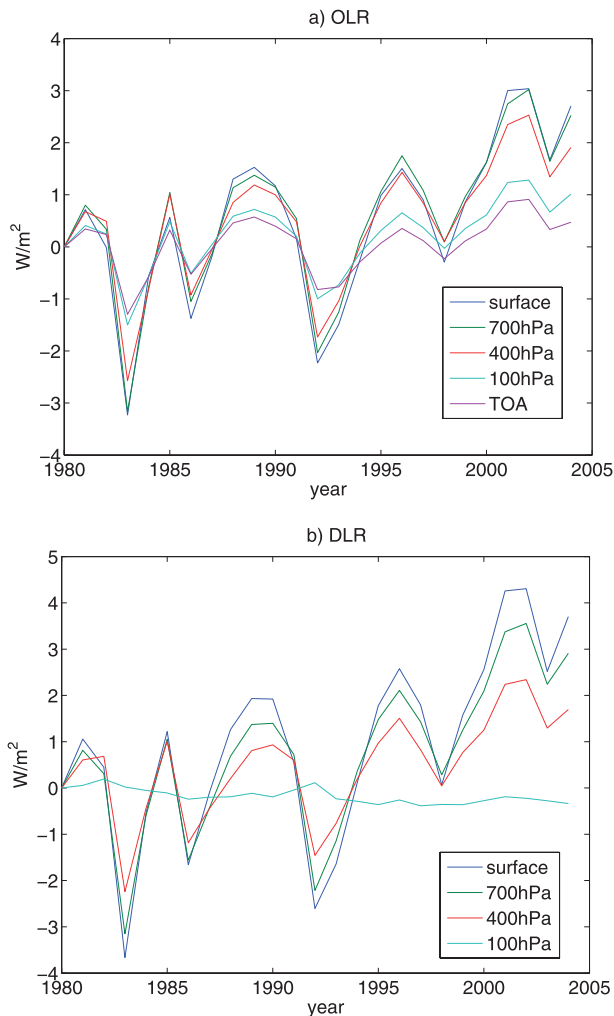 a) OLR
4
3
2
1
0
−1
−2
−3
−4
W/m²
1980
1985
1990
1995
2000
2005
year
surface
700hPa
400hPa
100hPa
TOA
b) DLR
5
4
3
2
1
0
−1
−2
−3
−4
W/m²
1980
1985
1990
1995
2000
2005
year
surface
700hPa
400hPa
100hPa